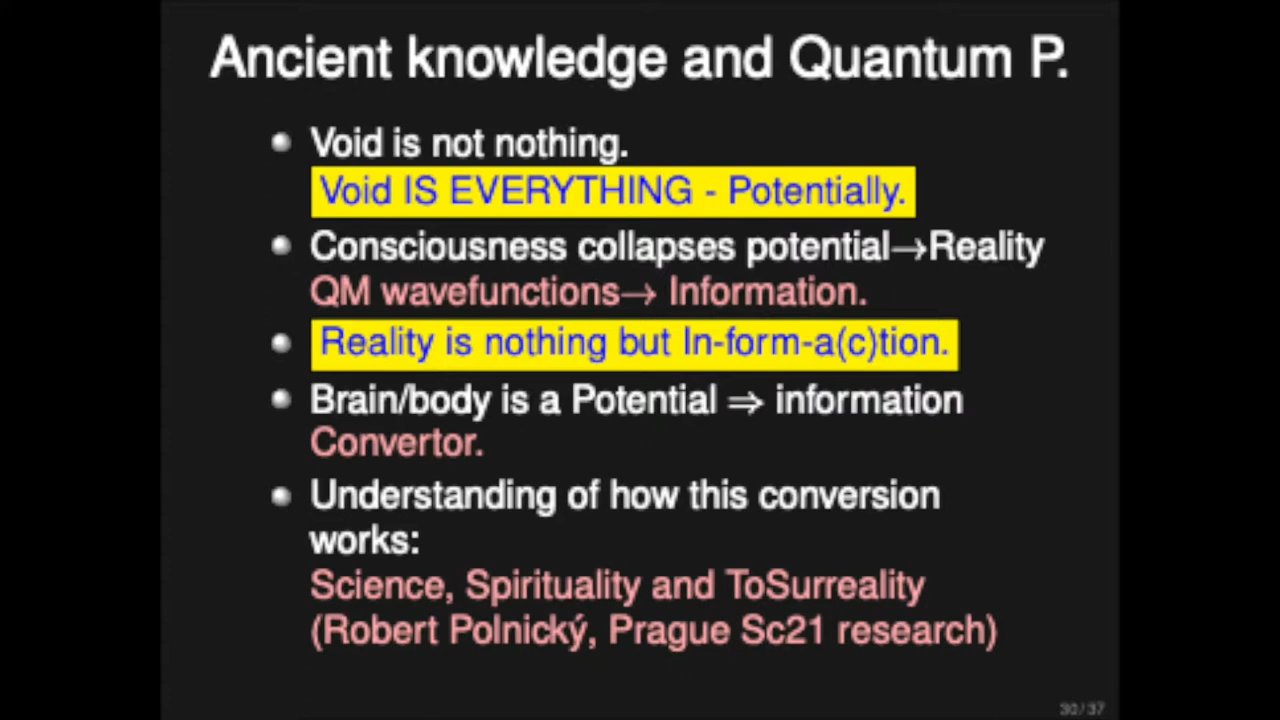 Ancient knowledge and Quantum P.
Void is not nothing.
Void IS EVERYTHING - Potentially.
Consciousness collapses potential→Reality
QM wavefunctions→ Information.
Reality is nothing but In-form-a(c)tion.
Brain/body is a Potential ⇒ information
Convertor.
Understanding of how this conversion
works:
Science, Spirituality and ToSurreality
(Robert Polnický, Prague Sc21 research)
30/37